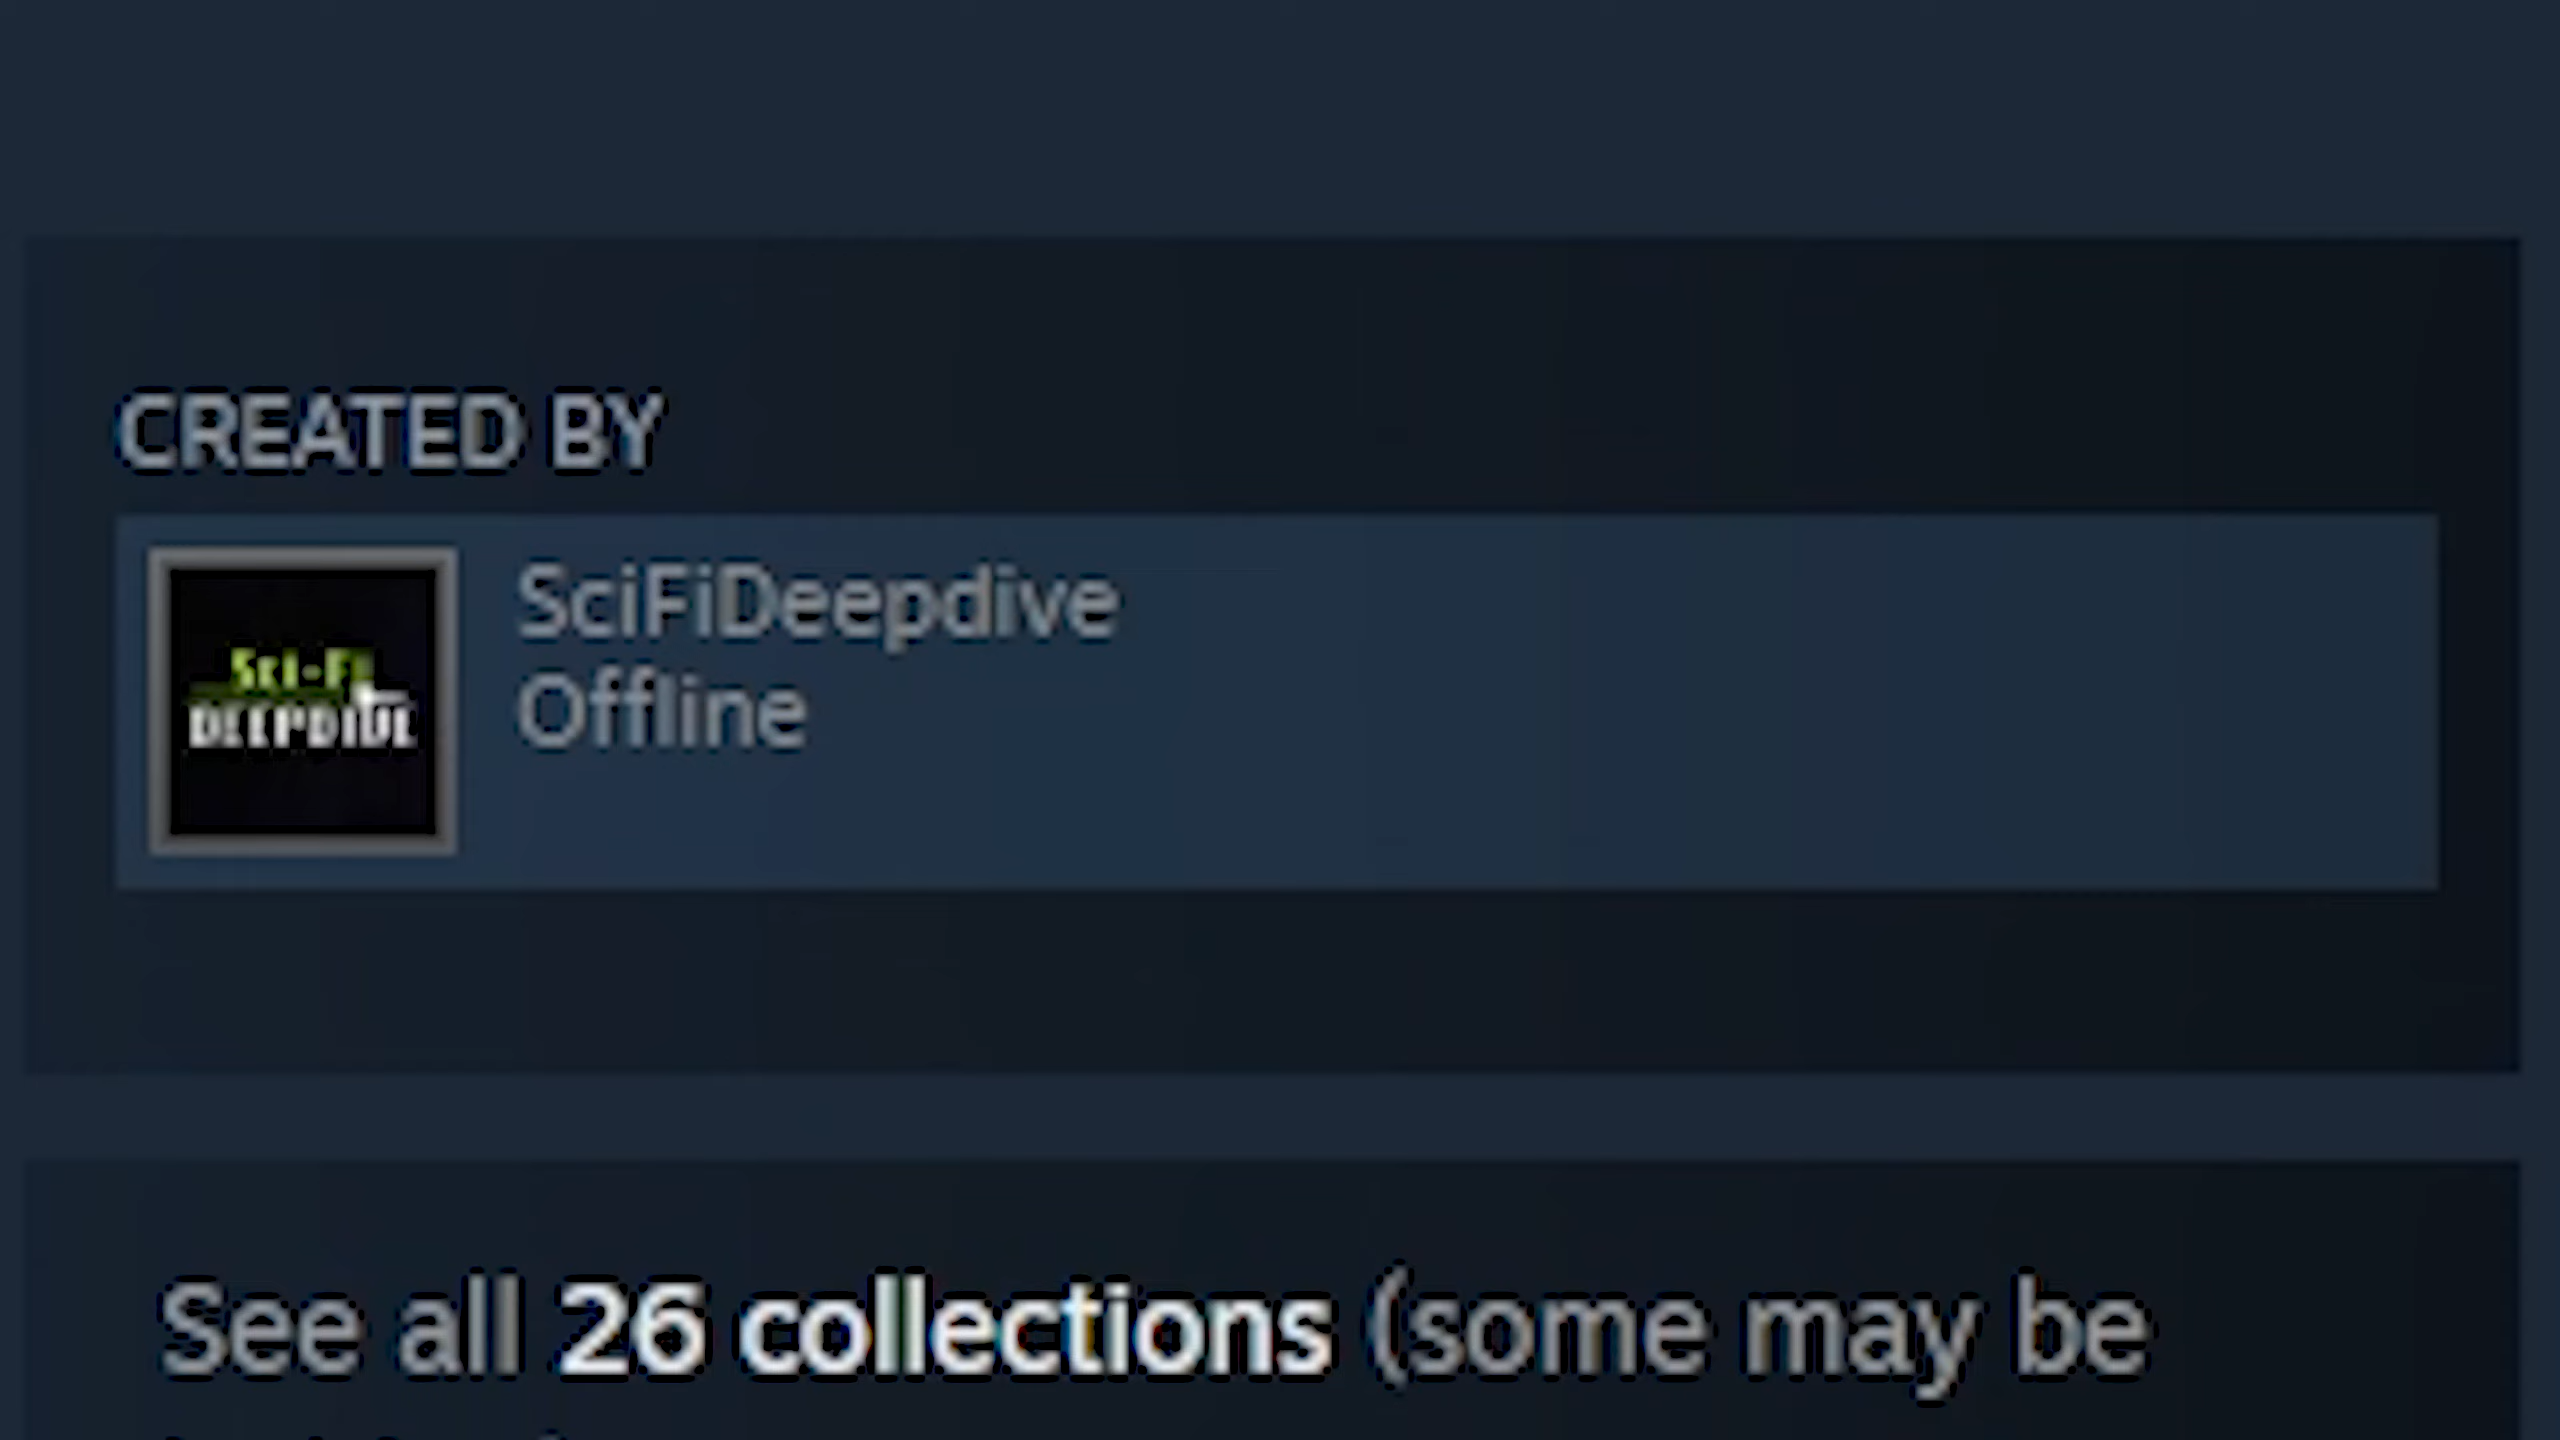 CREATED BY
SciFiDeepdive
Offline
Sci-Fi
DEEPDIVE
See all 26 collections (some may be